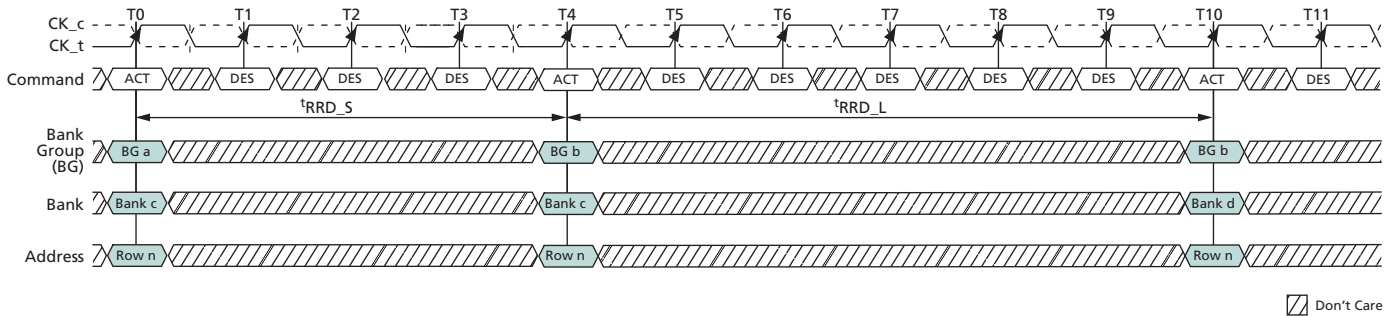 T0 T1 T2 T3 T4 T5 T6 T7 T8 T9 T10 T11
CK_c
CK_t
Command ACT DES DES DES ACT DES DES DES DES DES ACT DES
tRRD_S tRRD_L
Bank
Group
(BG)
BG a BG b BG b
Bank Bank c Bank c Bank d
Address Row n Row n Row n
Don't Care